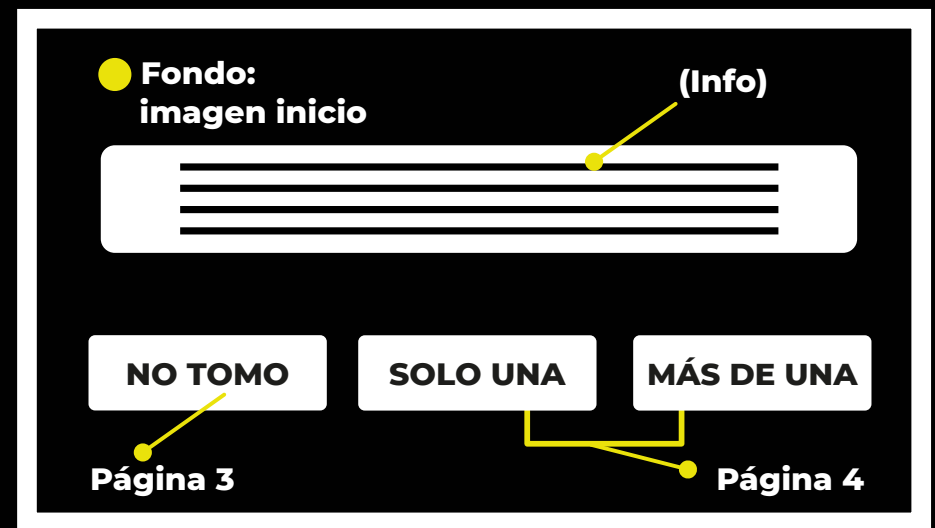 Fondo:
imagen inicio
(Info)
NO TOMO
SOLO UNA
MÁS DE UNA
Página 3
Página 4